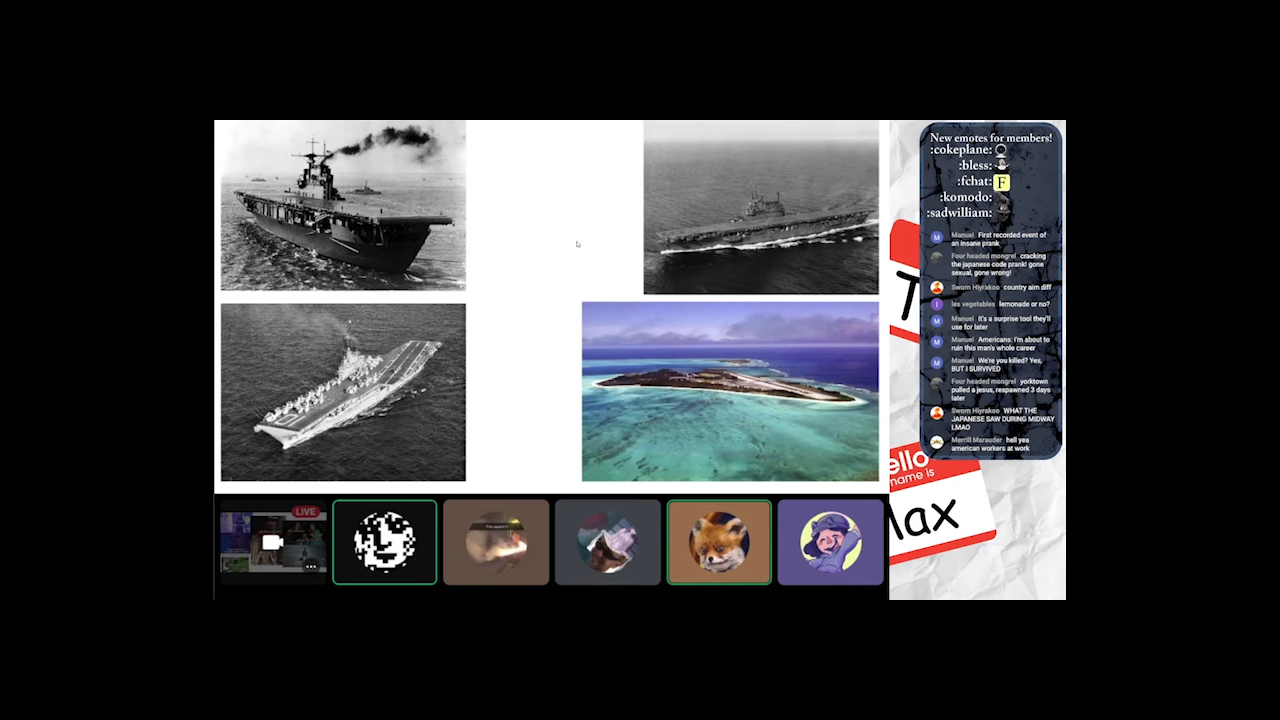 New emotes for members!
:cokeplane:
:bless:
:fchat: F
:komodo:
:sadwilliam:
M Manuel First recorded event of
an insane prank
Four headed mongrel cracking
the japanese code prank! gone
sexual, gone wrong!
Swom Hiyrakoo country aim diff
l les vegetables lemonade or no?
M Manuel It's a surprise tool they'll
use for later
M Manuel Americans: I'm about to
ruin this man's whole career
M Manuel We're you killed? Yes,
BUT I SURVIVED
Four headed mongrel yorktown
pulled a jesus, respawned 3 days
later
Swom Hiyrakoo WHAT THE
JAPANESE SAW DURING MIDWAY
LMAO
Merrill Marauder hell yea
american workers at work
T
ello
name is
Max
LIVE